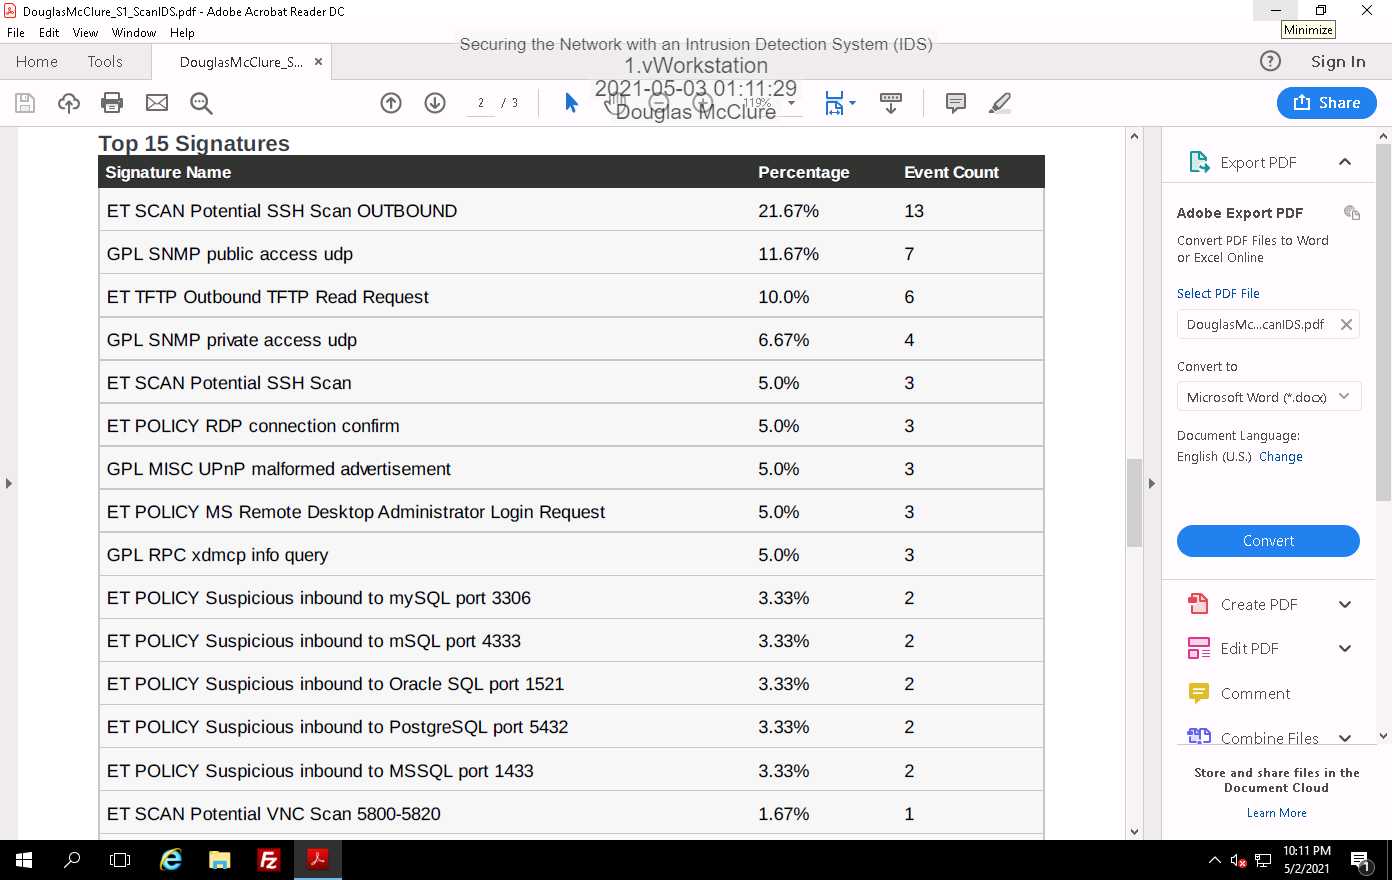 DouglasMcClure_S1_ScanIDS.pdf - Adobe Acrobat Reader DC
Minimize
File Edit View Window Help
Securing the Network with an Intrusion Detection System (IDS)
1.vWorkstation
2021-05-03 01:11:29
Douglas McClure
Home Tools DouglasMcClure_S... × Sign In
2 / 3 119% Share
Top 15 Signatures
Signature Name Percentage Event Count
ET SCAN Potential SSH Scan OUTBOUND 21.67% 13
GPL SNMP public access udp 11.67% 7
ET TFTP Outbound TFTP Read Request 10.0% 6
GPL SNMP private access udp 6.67% 4
ET SCAN Potential SSH Scan 5.0% 3
ET POLICY RDP connection confirm 5.0% 3
GPL MISC UPnP malformed advertisement 5.0% 3
ET POLICY MS Remote Desktop Administrator Login Request 5.0% 3
GPL RPC xdmcp info query 5.0% 3
ET POLICY Suspicious inbound to mySQL port 3306 3.33% 2
ET POLICY Suspicious inbound to mSQL port 4333 3.33% 2
ET POLICY Suspicious inbound to Oracle SQL port 1521 3.33% 2
ET POLICY Suspicious inbound to PostgreSQL port 5432 3.33% 2
ET POLICY Suspicious inbound to MSSQL port 1433 3.33% 2
ET SCAN Potential VNC Scan 5800-5820 1.67% 1
Export PDF
Adobe Export PDF
Convert PDF Files to Word
or Excel Online
Select PDF File
DouglasMc...canIDS.pdf
Convert to
Microsoft Word (*.docx)
Document Language:
English (U.S.) Change
Convert
Create PDF
Edit PDF
Comment
Combine Files
Store and share files in the
Document Cloud
Learn More
10:11 PM
5/2/2021
1